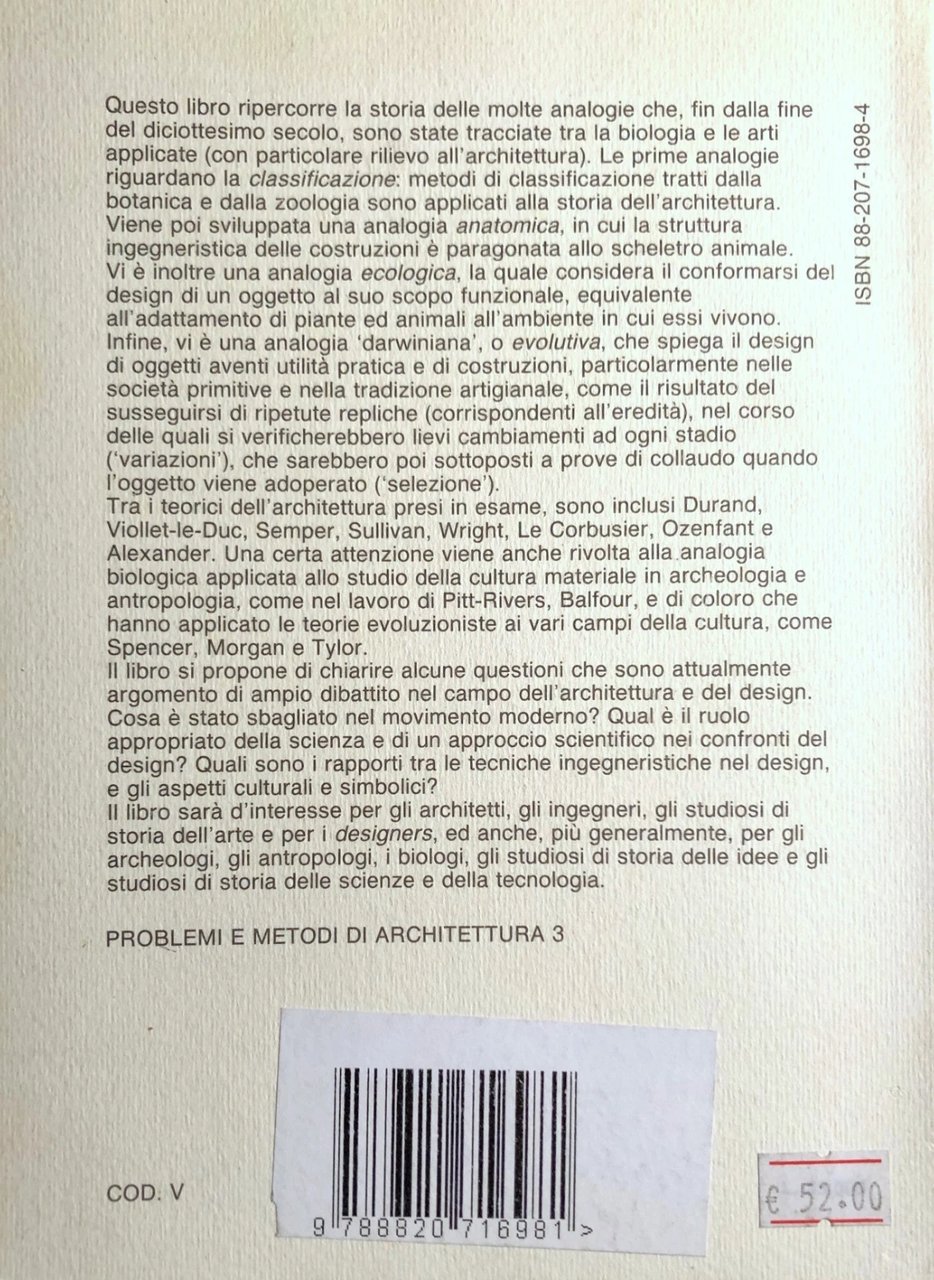 Questo libro ripercorre la storia delle molte analogie che, fin dalla fine
del diciottesimo secolo, sono state tracciate tra la biologia e le arti
applicate (con particolare rilievo all'architettura). Le prime analogie
riguardano la classificazione: metodi di classificazione tratti dalla
botanica e dalla zoologia sono applicati alla storia dell'architettura.
Viene poi sviluppata una analogia anatomica, in cui la struttura
ingegneristica delle costruzioni è paragonata allo scheletro animale.
Vi è inoltre una analogia ecologica, la quale considera il conformarsi del
design di un oggetto al suo scopo funzionale, equivalente
all'adattamento di piante ed animali all'ambiente in cui essi vivono.
Infine, vi è una analogia 'darwiniana', o evolutiva, che spiega il design
di oggetti aventi utilità pratica e di costruzioni, particolarmente nelle
società primitive e nella tradizione artigianale, come il risultato del
susseguirsi di ripetute repliche (corrispondenti all'eredità), nel corso
delle quali si verificherebbero lievi cambiamenti ad ogni stadio
('variazioni'), che sarebbero poi sottoposti a prove di collaudo quando
l'oggetto viene adoperato ('selezione').
Tra i teorici dell'architettura presi in esame, sono inclusi Durand,
Viollet-le-Duc, Semper, Sullivan, Wright, Le Corbusier, Ozenfant e
Alexander. Una certa attenzione viene anche rivolta alla analogia
biologica applicata allo studio della cultura materiale in archeologia e
antropologia, come nel lavoro di Pitt-Rivers, Balfour, e di coloro che
hanno applicato le teorie evoluzioniste ai vari campi della cultura, come
Spencer, Morgan e Tylor.
Il libro si propone di chiarire alcune questioni che sono attualmente
argomento di ampio dibattito nel campo dell'architettura e del design.
Cosa è stato sbagliato nel movimento moderno? Qual è il ruolo
appropriato della scienza e di un approccio scientifico nei confronti del
design? Quali sono i rapporti tra le tecniche ingegneristiche nel design,
e gli aspetti culturali e simbolici?
Il libro sarà d'interesse per gli architetti, gli ingegneri, gli studiosi di
storia dell'arte e per i designers, ed anche, più generalmente, per gli
archeologi, gli antropologi, i biologi, gli studiosi di storia delle idee e gli
studiosi di storia delle scienze e della tecnologia.
PROBLEMI E METODI DI ARCHITETTURA 3
ISBN 88-207-1698-4
COD. V
9 788820 716981 >
€ 52.00